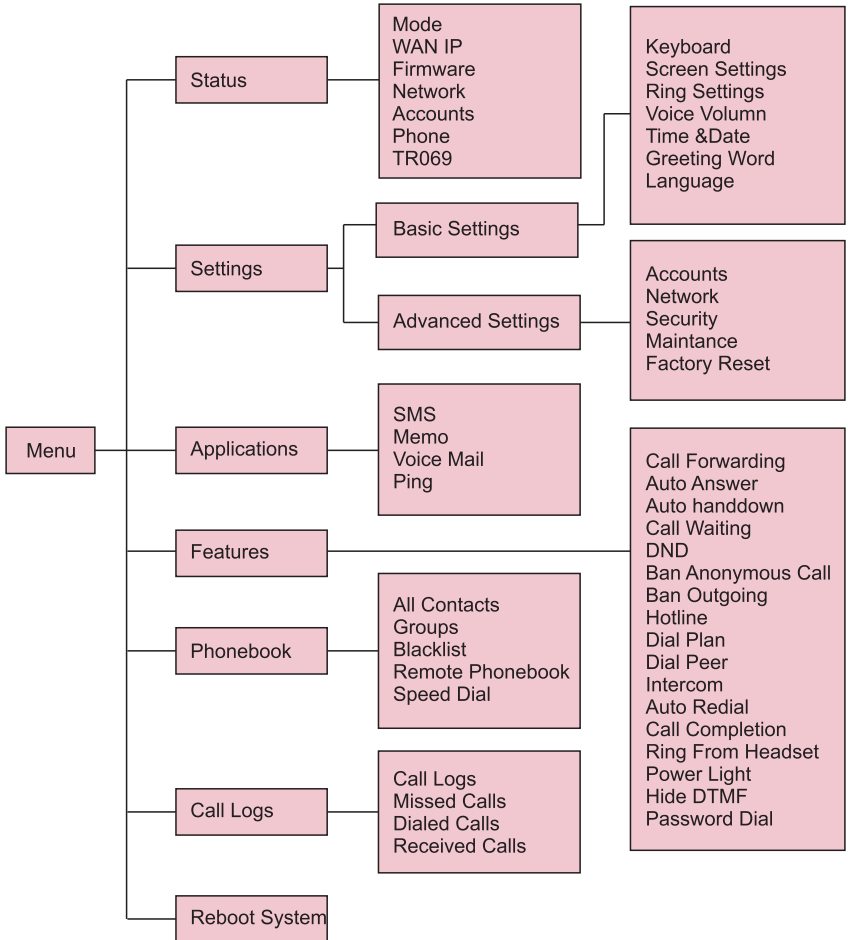 Menu
Status
Mode
WAN IP
Firmware
Network
Accounts
Phone
TR069
Settings
Basic Settings
Keyboard
Screen Settings
Ring Settings
Voice Volumn
Time &Date
Greeting Word
Language
Advanced Settings
Accounts
Network
Security
Maintance
Factory Reset
Applications
SMS
Memo
Voice Mail
Ping
Features
Call Forwarding
Auto Answer
Auto handdown
Call Waiting
DND
Ban Anonymous Call
Ban Outgoing
Hotline
Dial Plan
Dial Peer
Intercom
Auto Redial
Call Completion
Ring From Headset
Power Light
Hide DTMF
Password Dial
Phonebook
All Contacts
Groups
Blacklist
Remote Phonebook
Speed Dial
Call Logs
Call Logs
Missed Calls
Dialed Calls
Received Calls
Reboot System